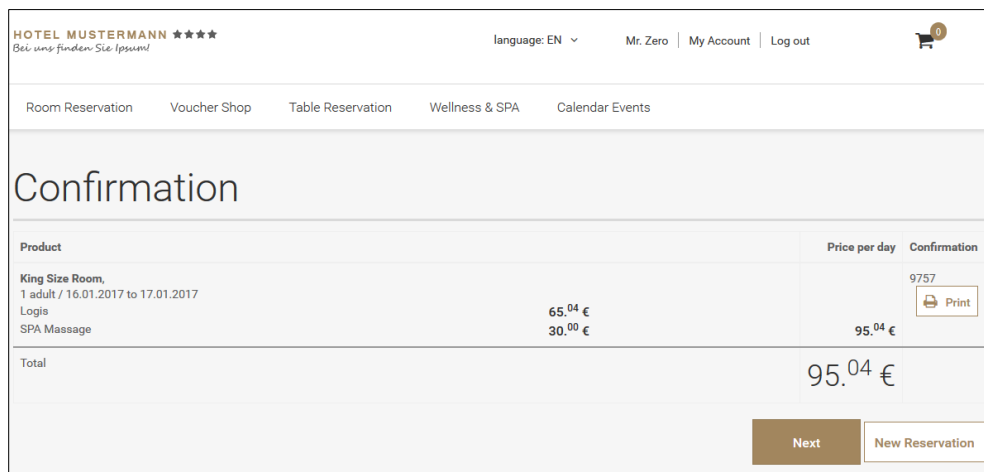 HOTEL MUSTERMANN ★★★★
Bei uns finden Sie Ipsum!
language: EN
Mr. Zero | My Account | Log out
0
Room Reservation Voucher Shop Table Reservation Wellness & SPA Calendar Events
Confirmation
Product Price per day Confirmation
King Size Room, 9757
1 adult / 16.01.2017 to 17.01.2017 Print
Logis 65.04 €
SPA Massage 30.00 € 95.04 €
Total 95.04 €
Next New Reservation